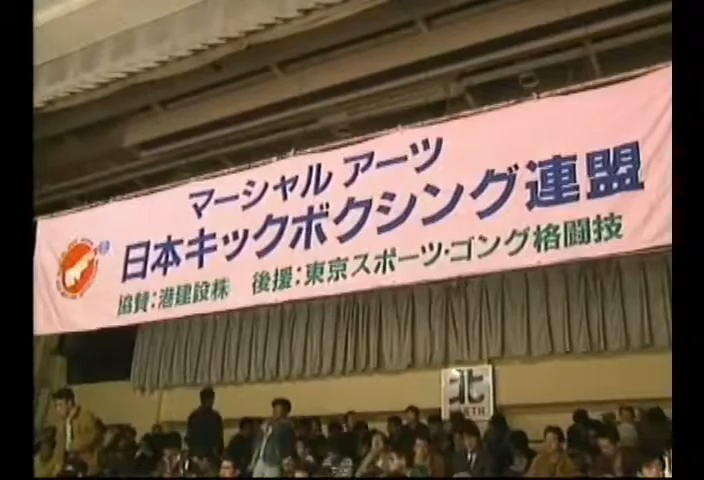 マーシャル アーツ
日本キックボクシング連盟
協賛：港建設株 後援：東京スポーツ・ゴング格闘技
北